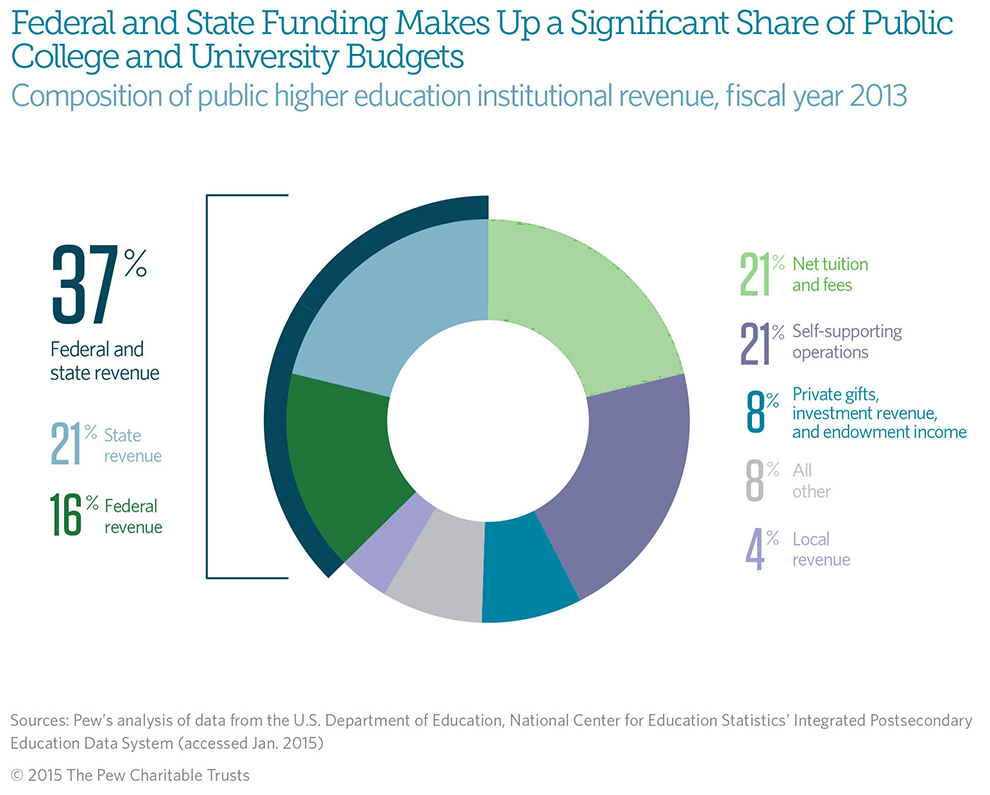 Federal and State Funding Makes Up a Significant Share of Public
College and University Budgets
Composition of public higher education institutional revenue, fiscal year 2013
37%
Federal and
state revenue
21% State
revenue
16% Federal
revenue
21% Net tuition
and fees
21% Self-supporting
operations
8% Private gifts,
investment revenue,
and endowment income
8% All
other
4% Local
revenue
Sources: Pew's analysis of data from the U.S. Department of Education, National Center for Education Statistics' Integrated Postsecondary
Education Data System (accessed Jan. 2015)
© 2015 The Pew Charitable Trusts